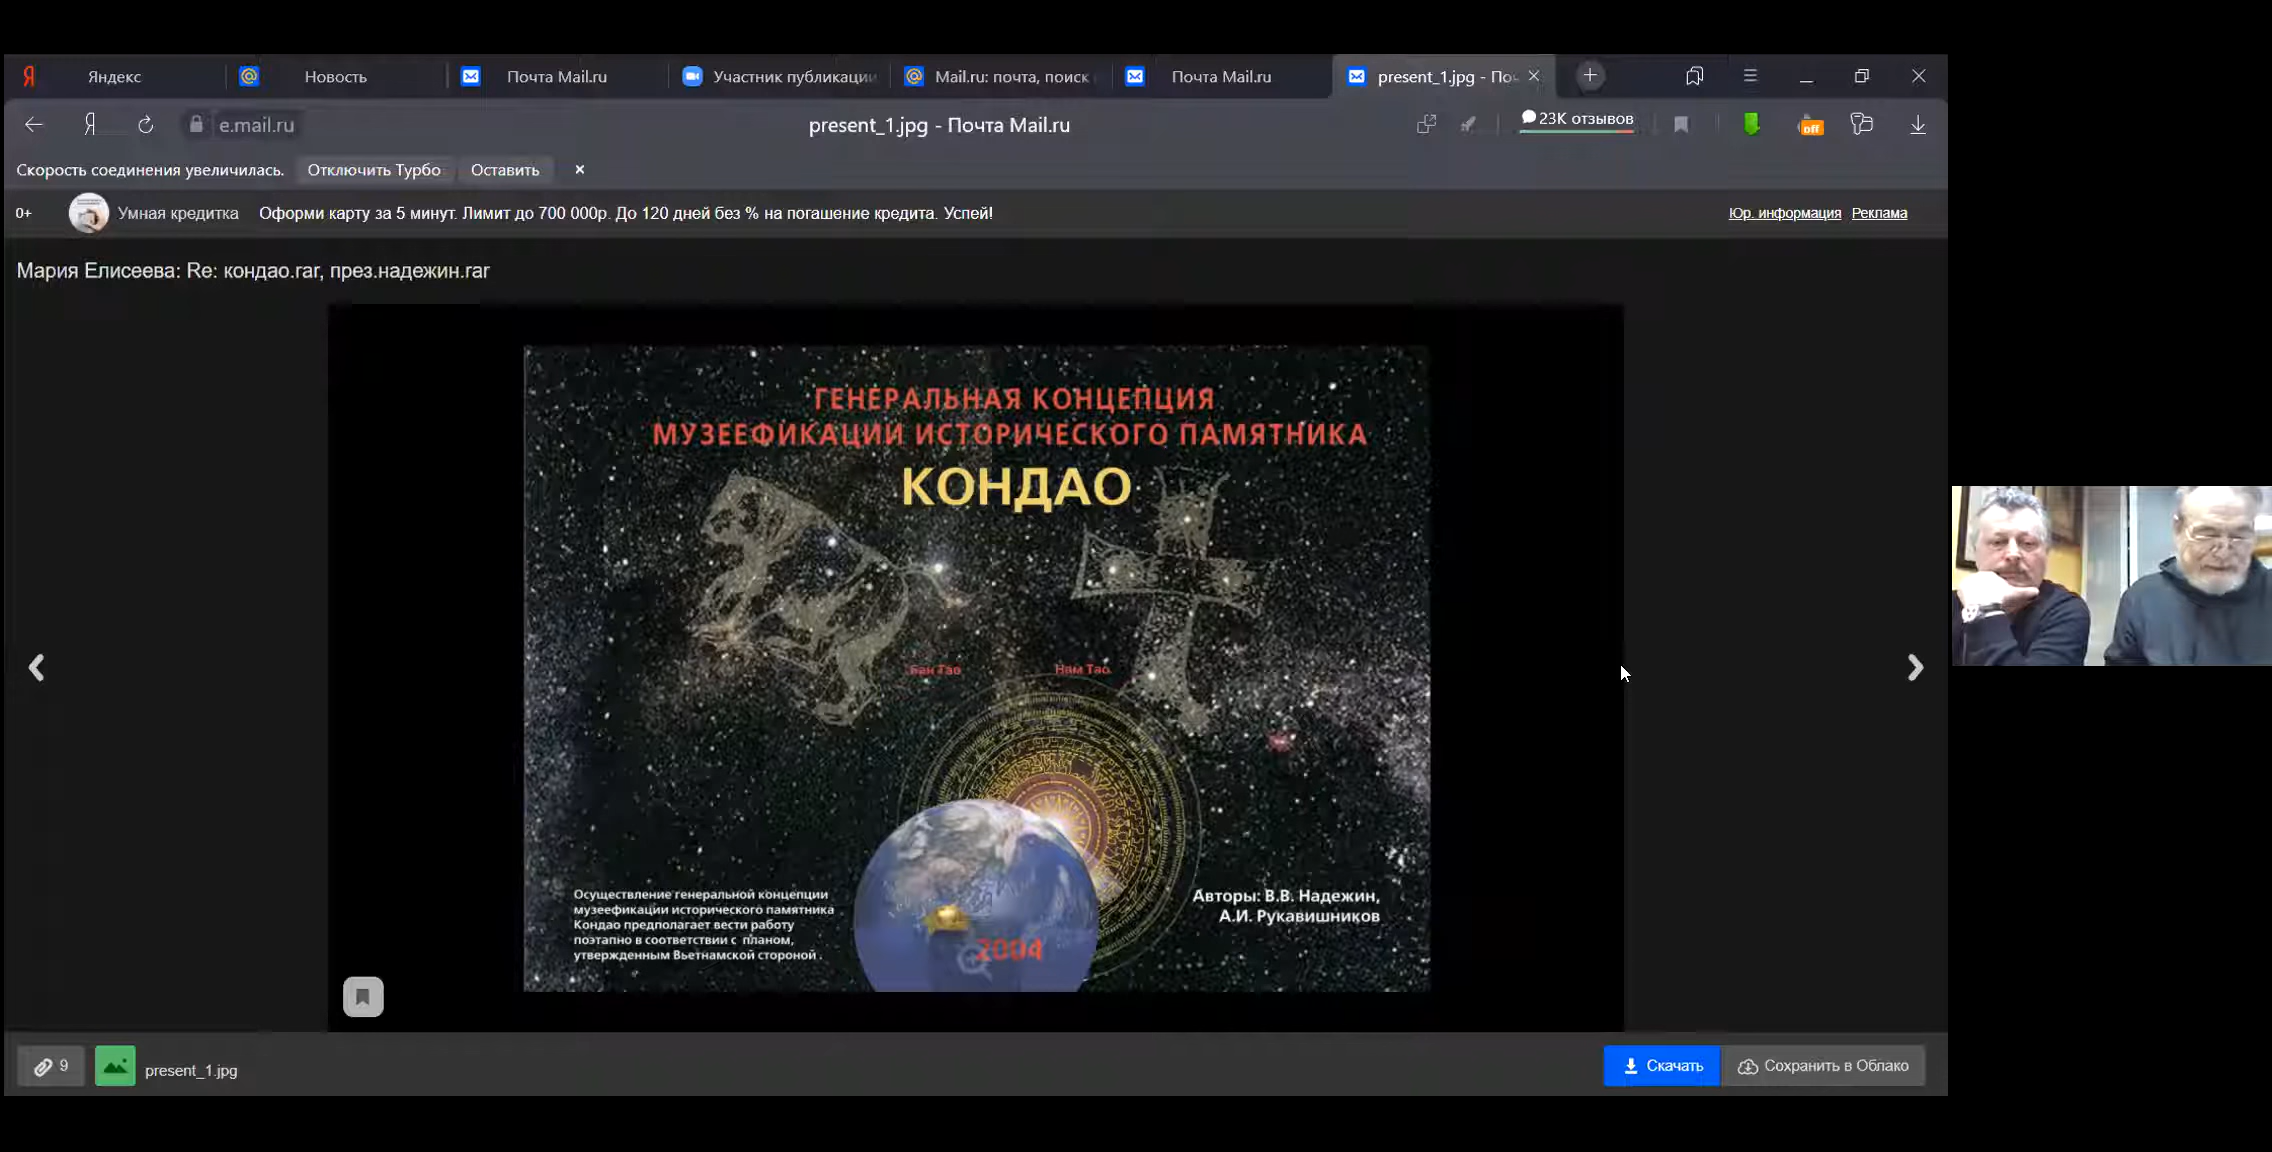 Яндекс
Новость
Почта Mail.ru
Участник публикации
Mail.ru: почта, поиск
Почта Mail.ru
present_1.jpg - По
e.mail.ru
present_1.jpg - Почта Mail.ru
23K отзывов
off
Скорость соединения увеличилась.
Отключить Турбо
Оставить
0+
Умная кредитка
Оформи карту за 5 минут. Лимит до 700 000р. До 120 дней без % на погашение кредита. Успей!
Юр. информация
Реклама
Мария Елисеева: Re: кондао.rar, през.надежин.rar
ГЕНЕРАЛЬНАЯ КОНЦЕПЦИЯ
МУЗЕЕФИКАЦИИ ИСТОРИЧЕСКОГО ПАМЯТНИКА
КОНДАО
Бак Тао
Нам Тао
Осуществление генеральной концепции
музеефикации исторического памятника
Кондао предполагает вести работу
поэтапно в соответствии с планом,
утвержденным Вьетнамской стороной .
Авторы: В.В. Надежин,
А.И. Рукавишников
2004
9
present_1.jpg
Скачать
Сохранить в Облако